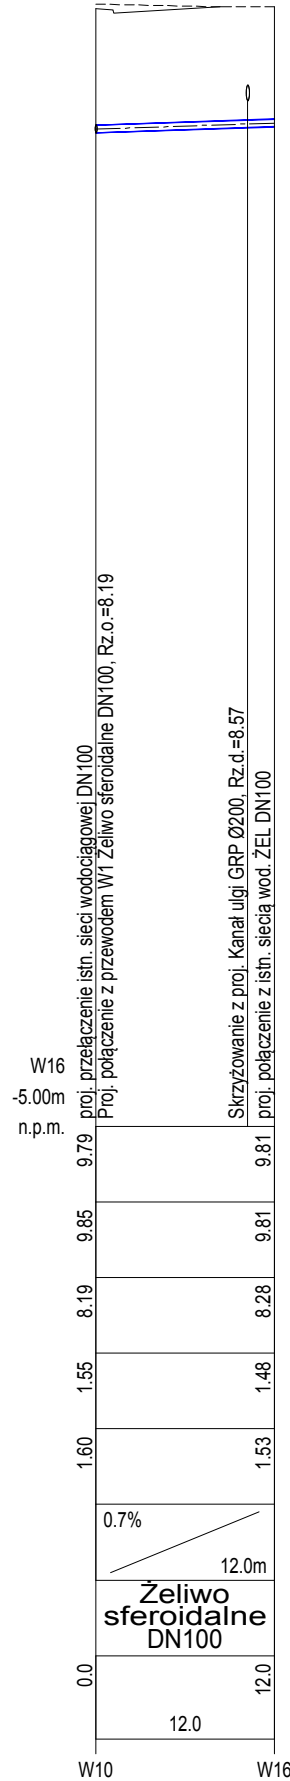 proj. przełączenie istn. sieci wodociągowej DN100
Proj. połączenie z przewodem W1 Żeliwo sferoidalne DN100, Rz.o.=8.19
Skrzyżowanie z proj. Kanał ulgi GRP Ø200, Rz.d.=8.57
proj. połączenie z istn. siecią wod. ŻEL DN100
W16
-5.00m
n.p.m.
9.79 9.81
9.85 9.81
8.19 8.28
1.55 1.48
1.60 1.53
0.7%
12.0m
Żeliwo
sferoidalne
DN100
0.0 12.0
12.0
W10 W16